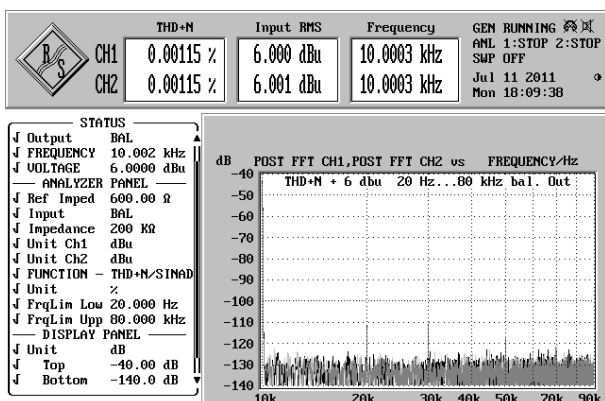 THD+N Input RMS Frequency GEN RUNNING
R S CH1 0.00115 % 6.000 dBu 10.0003 kHz ANL 1:STOP 2:STOP
SWP OFF
CH2 0.00115 % 6.001 dBu 10.0003 kHz Jul 11 2011
Mon 18:09:38
STATUS
Output BAL
FREQUENCY 10.002 kHz
VOLTAGE 6.0000 dBu
ANALYZER PANEL
Ref Imped 600.00 Ω
Input BAL
Impedance 200 KΩ
Unit Ch1 dBu
Unit Ch2 dBu
FUNCTION - THD+N/SINAD
Unit %
FrqLim Low 20.000 Hz
FrqLim Upp 80.000 kHz
DISPLAY PANEL
Unit dB
Top -40.00 dB
Bottom -140.0 dB
dB POST FFT CH1,POST FFT CH2 vs FREQUENCY/Hz
THD+N + 6 dbu 20 Hz...80 kHz bal. Out
-40
-50
-60
-70
-80
-90
-100
-110
-120
-130
-140
10k 20k 30k 40k 50k 70k 90k